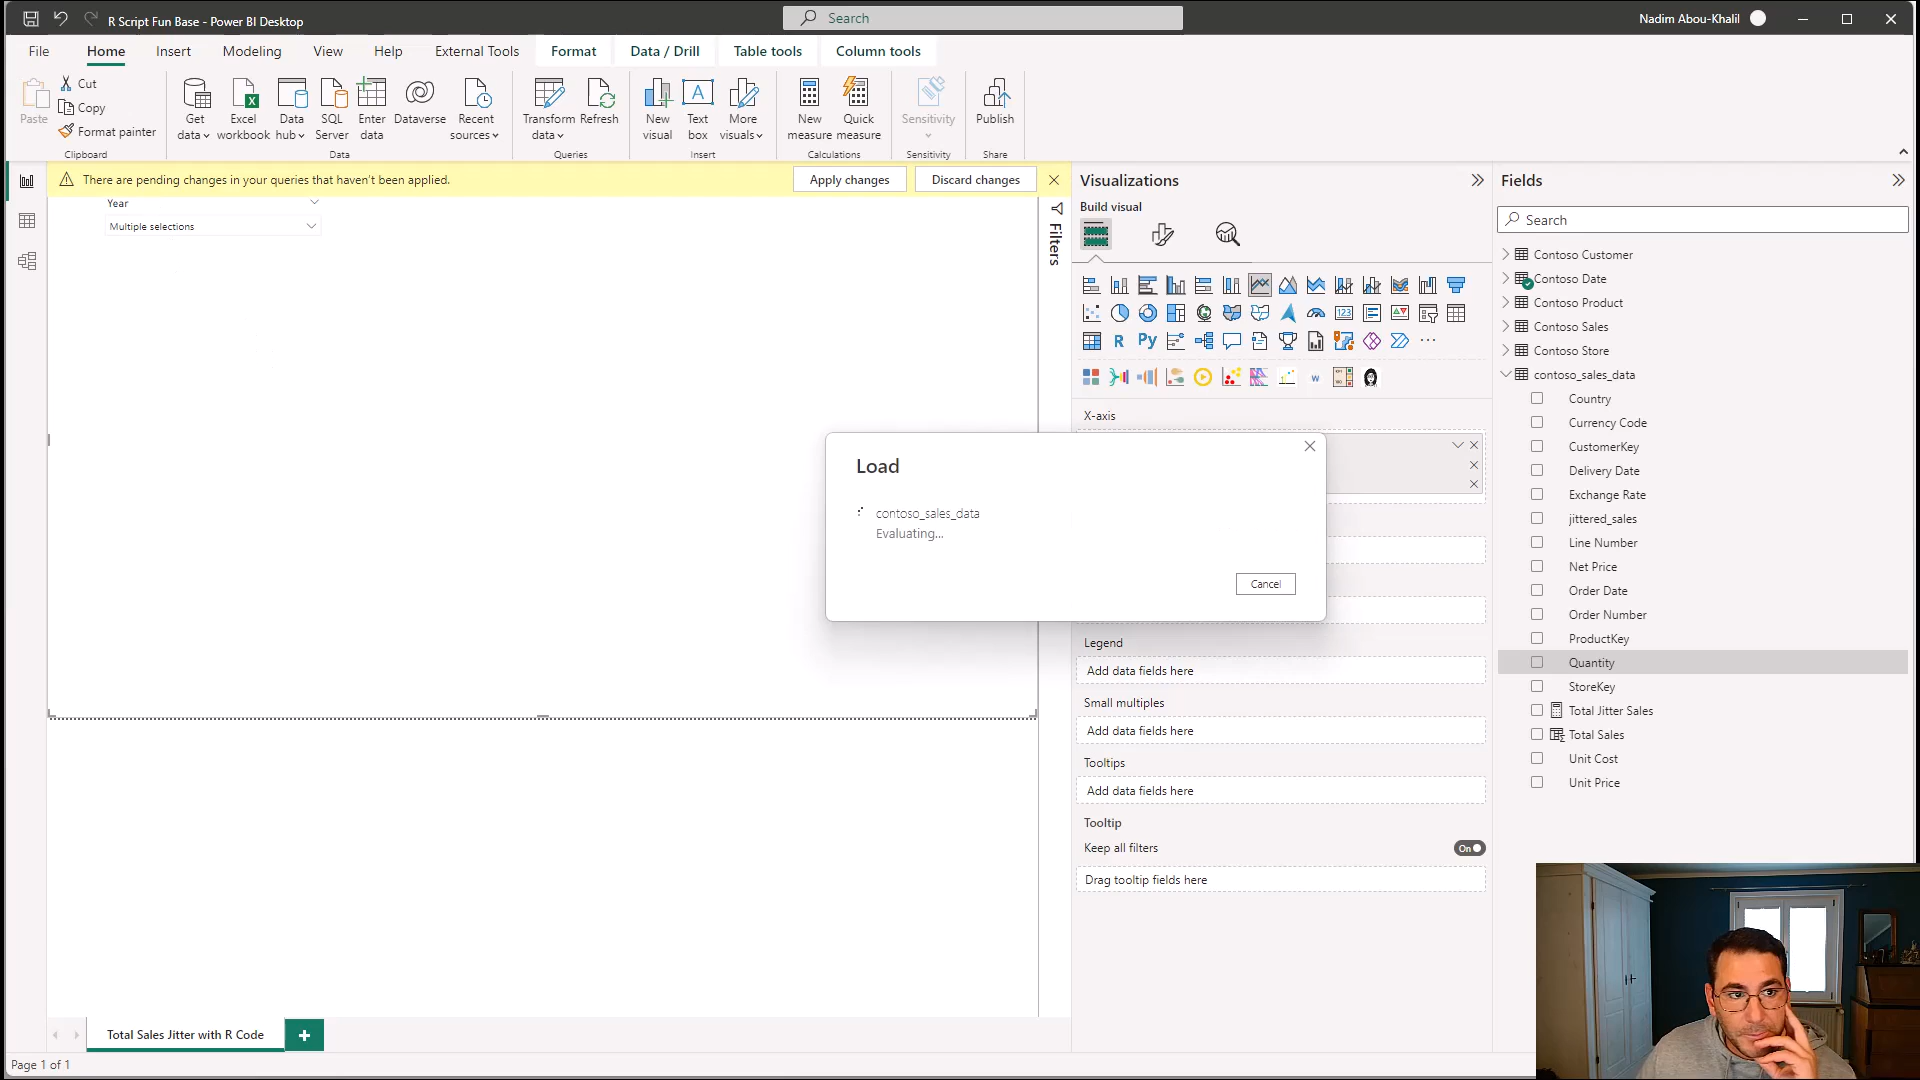 R Script Fun Base - Power BI Desktop
Search
Nadim Abou-Khalil
File
Home
Insert
Modeling
View
Help
External Tools
Format
Data / Drill
Table tools
Column tools
Paste
Cut
Copy
Format painter
Clipboard
Get data
Excel workbook
Data hub
SQL Server
Enter data
Dataverse
Recent sources
Data
Transform data
Refresh
Queries
New visual
Text box
More visuals
Insert
New measure
Quick measure
Calculations
Sensitivity
Sensitivity
Publish
Share
There are pending changes in your queries that haven't been applied.
Apply changes
Discard changes
Year
Multiple selections
Filters
Visualizations
Build visual
R
Py
123
X-axis
Load
contoso_sales_data
Evaluating...
Cancel
Legend
Add data fields here
Small multiples
Add data fields here
Tooltips
Add data fields here
Tooltip
Keep all filters
On
Drag tooltip fields here
Fields
Search
Contoso Customer
Contoso Date
Contoso Product
Contoso Sales
Contoso Store
contoso_sales_data
Country
Currency Code
CustomerKey
Delivery Date
Exchange Rate
jittered_sales
Line Number
Net Price
Order Date
Order Number
ProductKey
Quantity
StoreKey
Total Jitter Sales
Total Sales
Unit Cost
Unit Price
Total Sales Jitter with R Code
Page 1 of 1